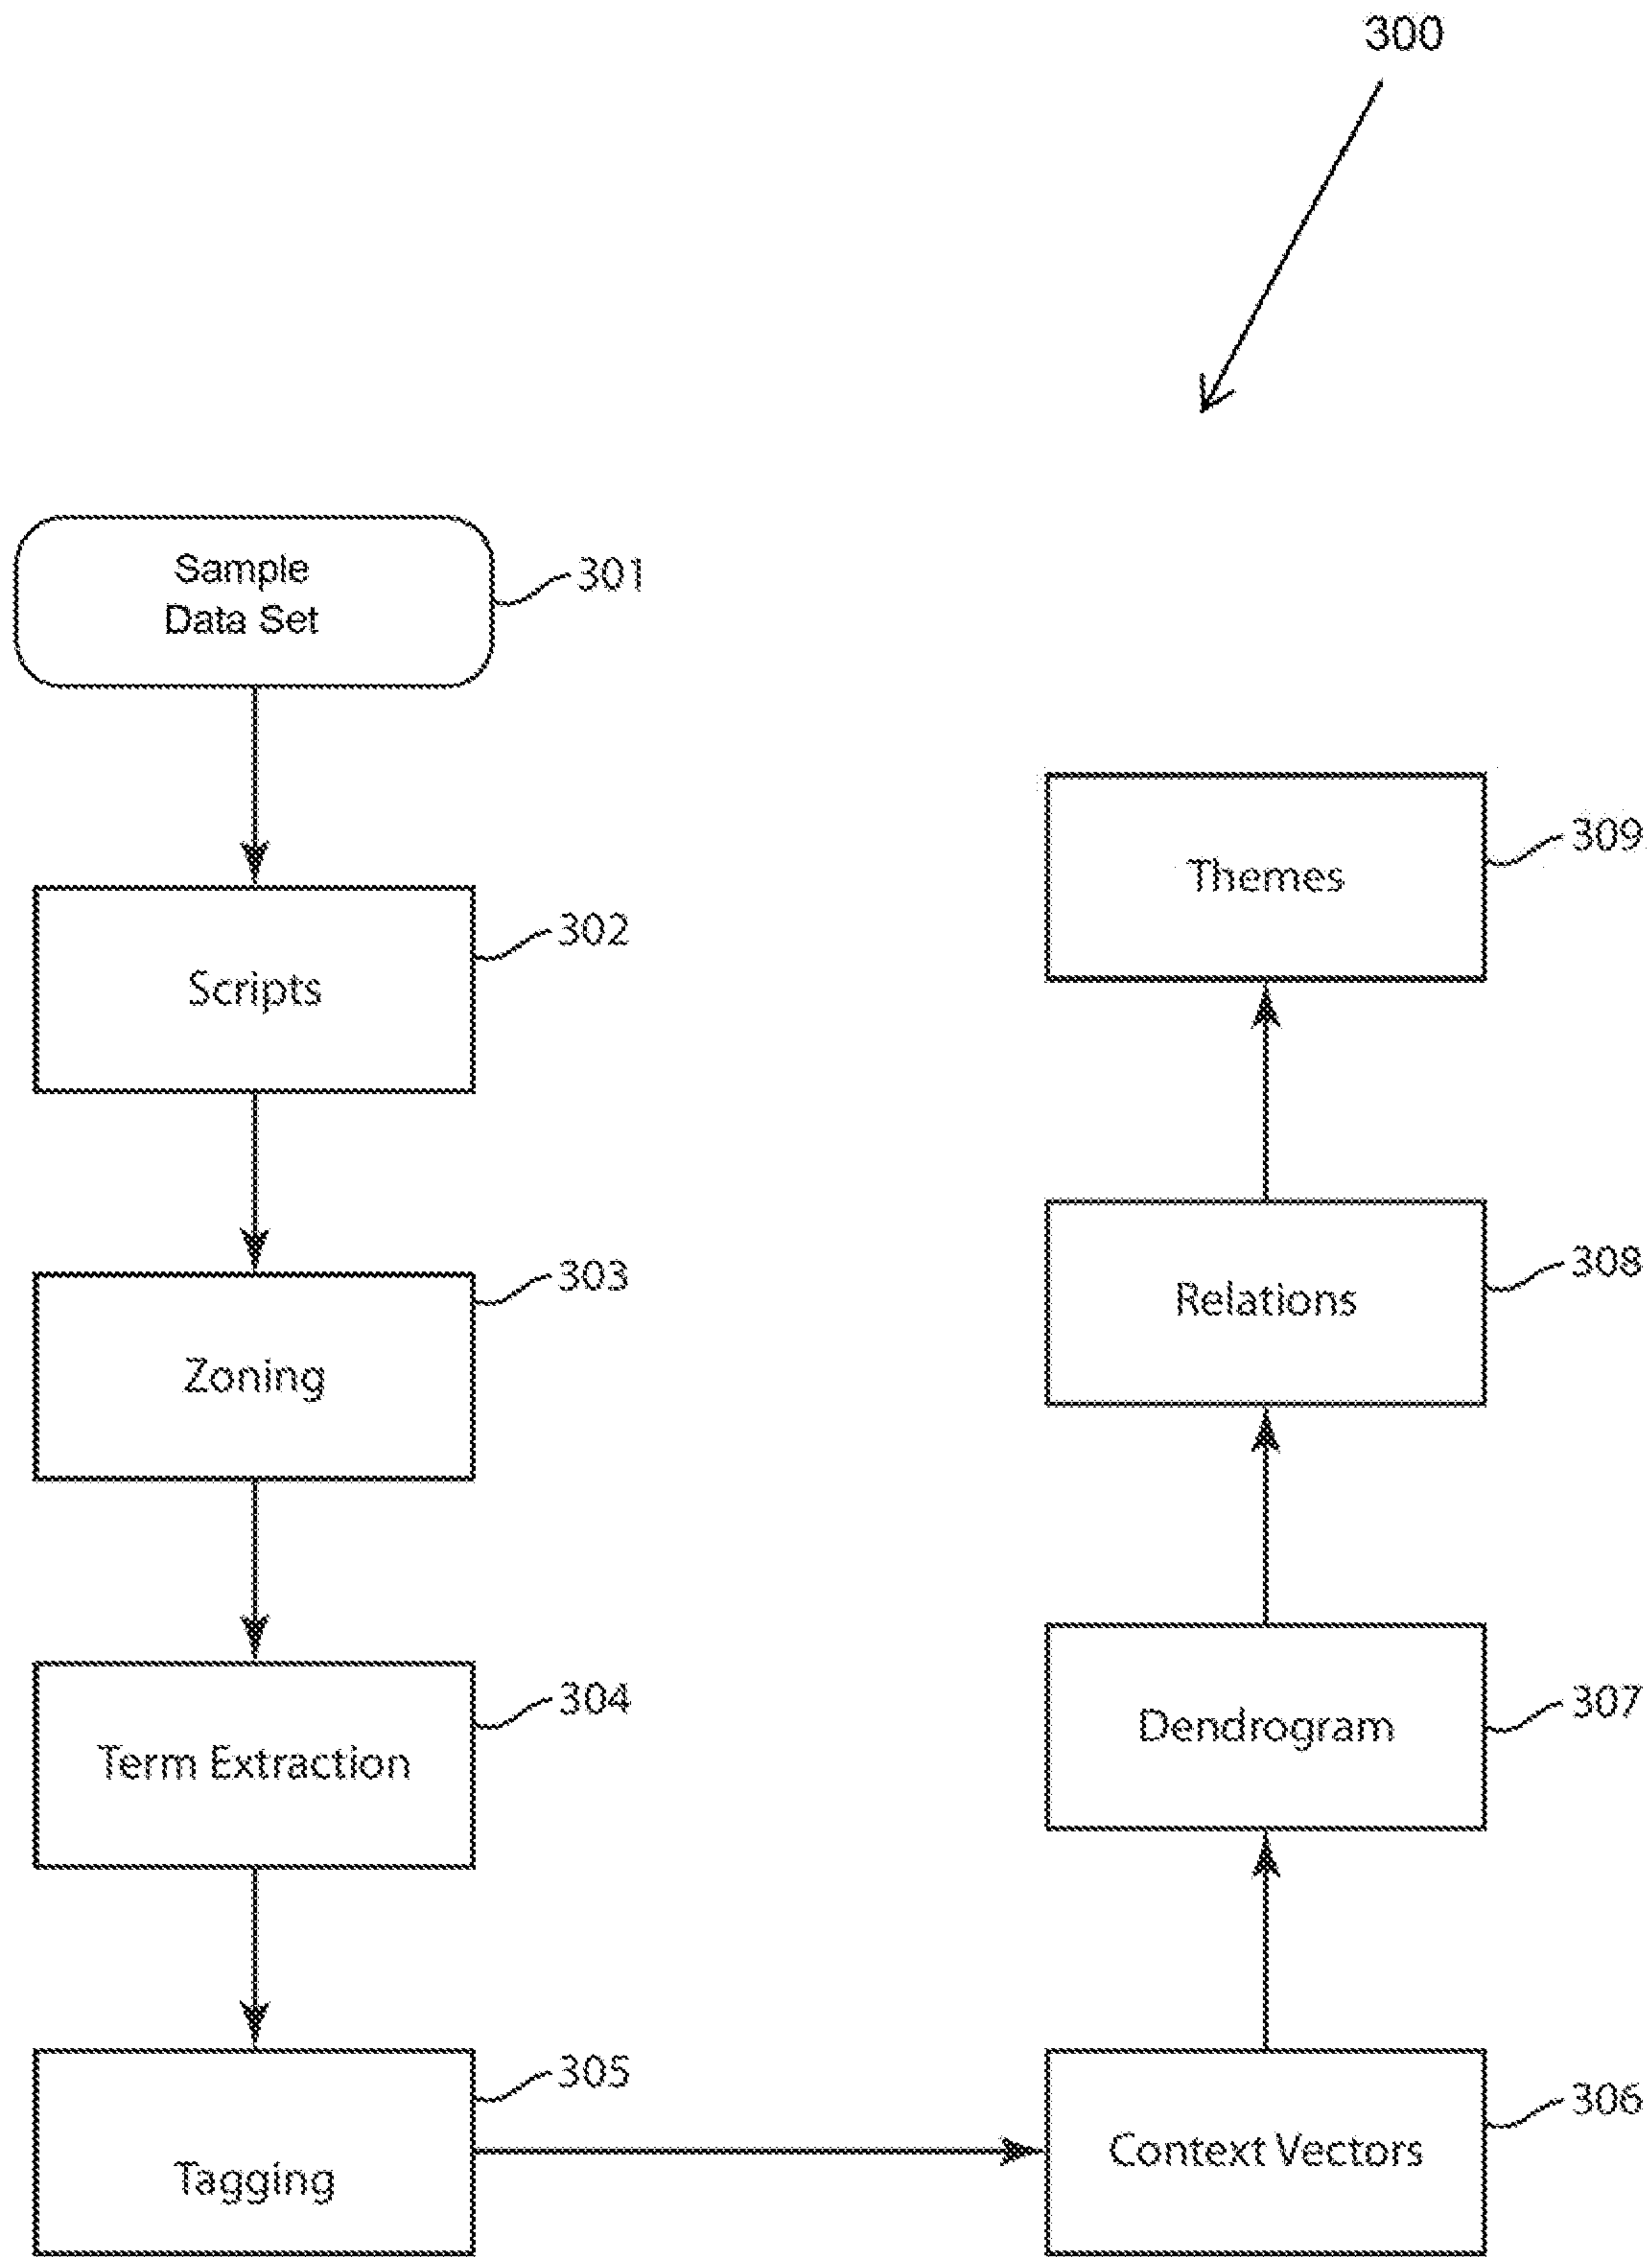 300
Sample
Data Set
301
Scripts
302
Zoning
303
Term Extraction
304
Tagging
305
Context Vectors
306
Dendrogram
307
Relations
308
Themes
309